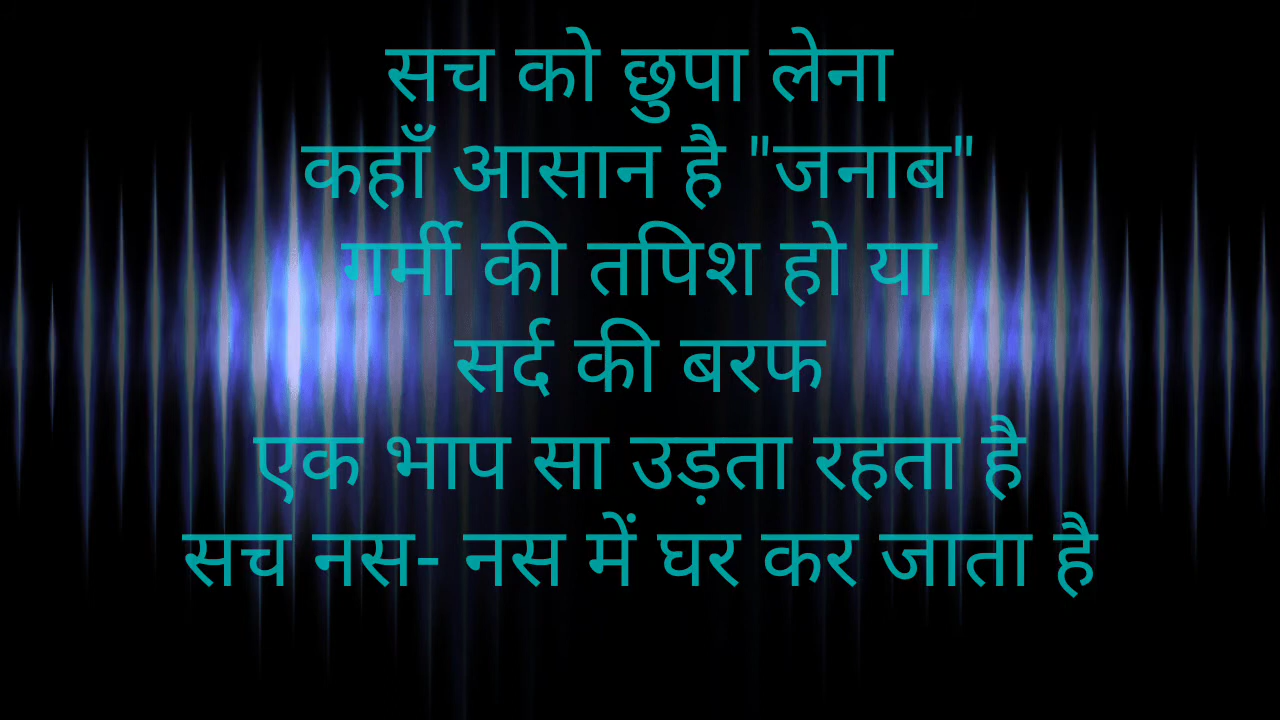 सच को छुपा लेना
कहाँ आसान है "जनाब"
गर्मी की तपिश हो या
सर्द की बरफ
एक भाप सा उड़ता रहता है
सच नस- नस में घर कर जाता है